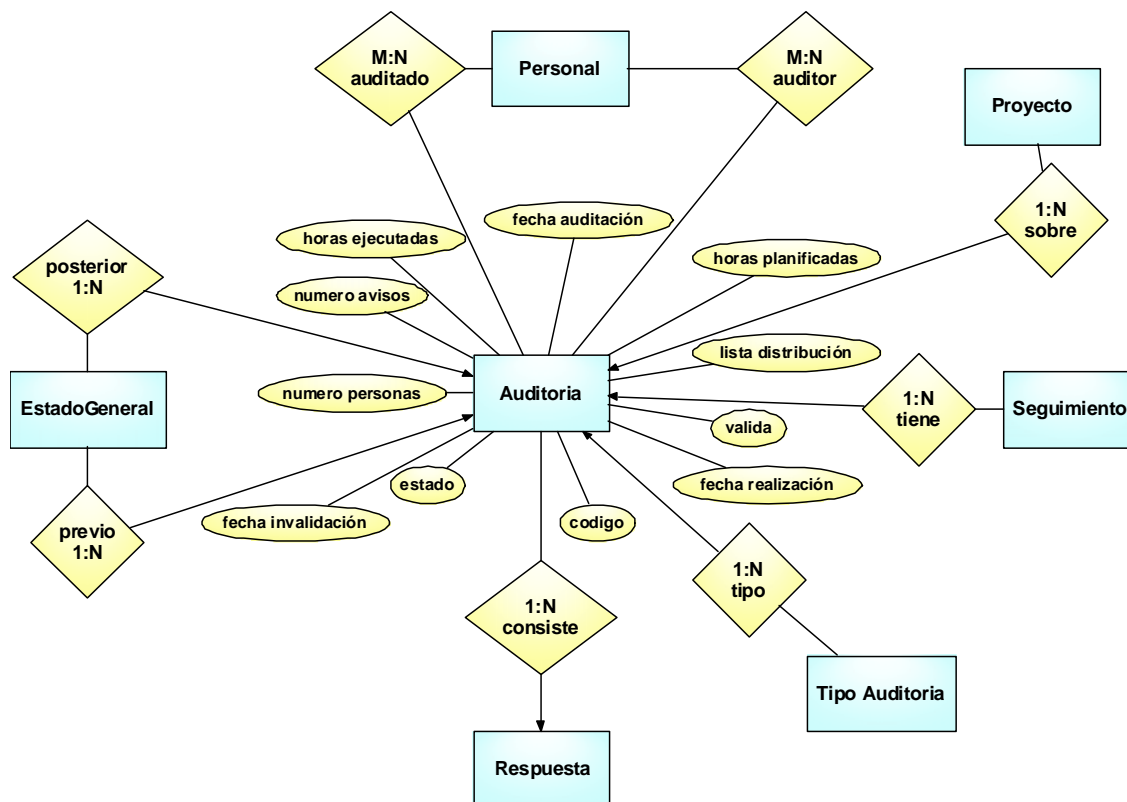 M:N
auditado
Personal
M:N
auditor
Proyecto
1:N
sobre
fecha auditación
horas ejecutadas
horas planificadas
posterior
1:N
numero avisos
lista distribución
EstadoGeneral
numero personas
Auditoria
1:N
tiene
Seguimiento
valida
estado
fecha realización
previo
1:N
fecha invalidación
codigo
1:N
tipo
1:N
consiste
Tipo Auditoria
Respuesta